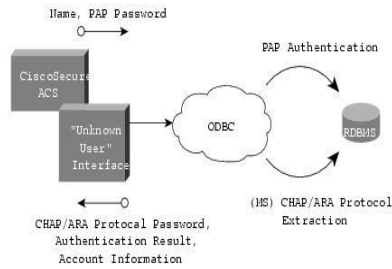 Name, PAP Password
PAP Authentication
CiscoSecure
ACS
"Unknown
User"
Interface
ODBC
RDBMS
(MS) CHAP/ARA Protocol
Extraction
CHAP/ARA Protocal Password,
Authentication Result,
Account Information